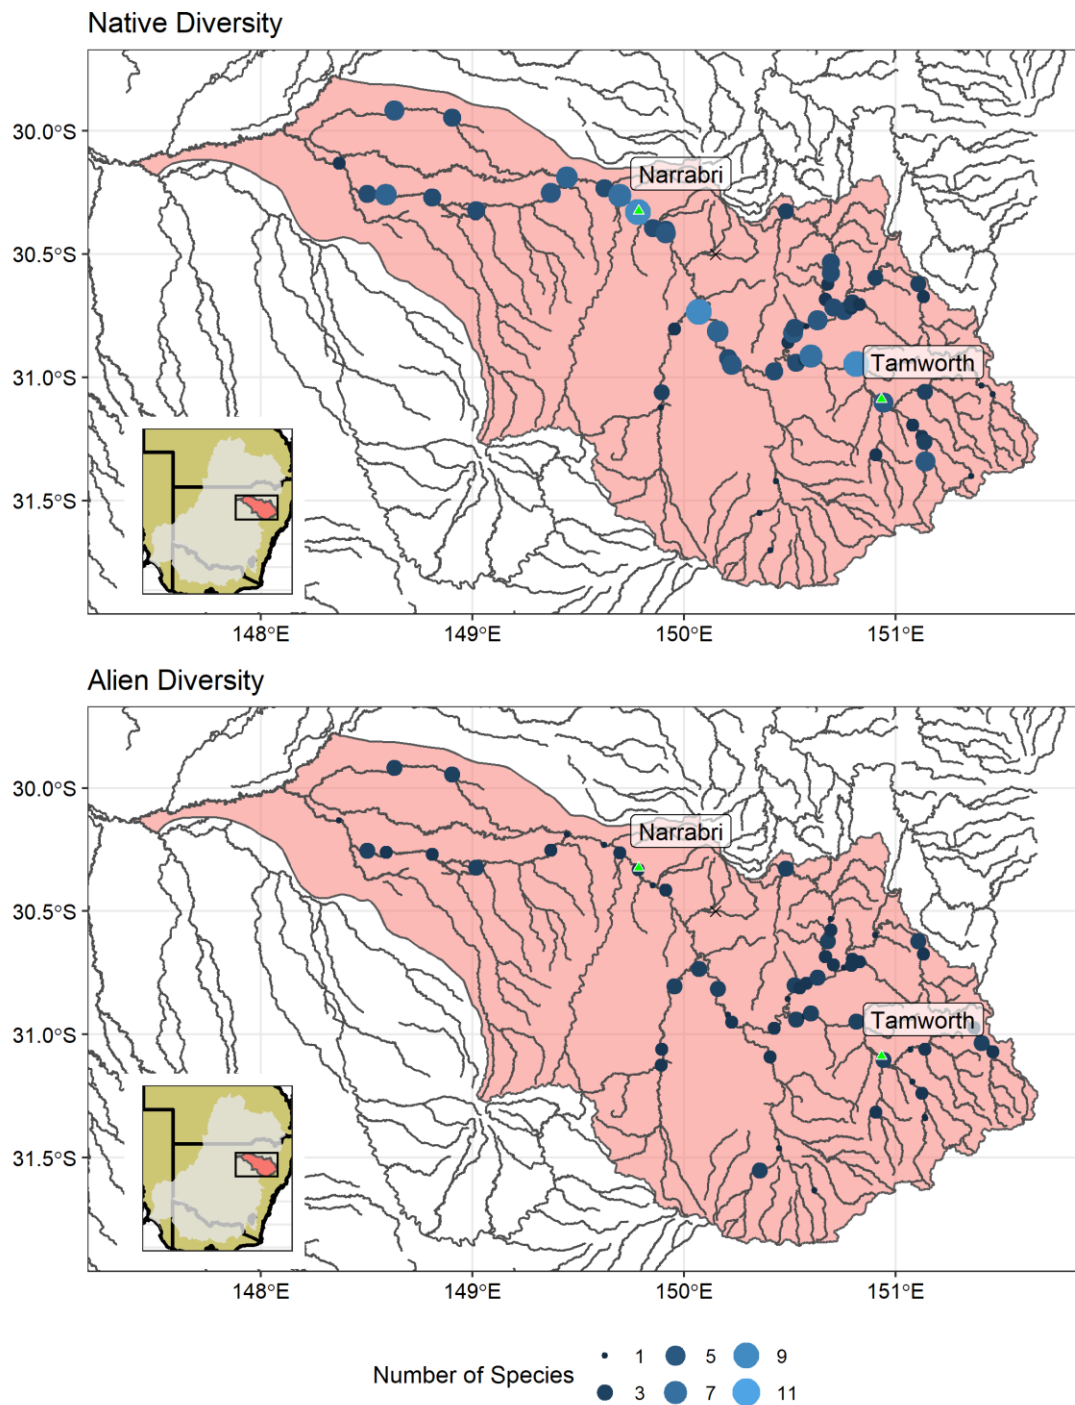 Native Diversity
30.0°S
30.5°S
31.0°S
31.5°S
Narrabri
Tamworth
148°E 149°E 150°E 151°E
Alien Diversity
30.0°S
30.5°S
31.0°S
31.5°S
Narrabri
Tamworth
148°E 149°E 150°E 151°E
Number of Species
1 5 9
3 7 11